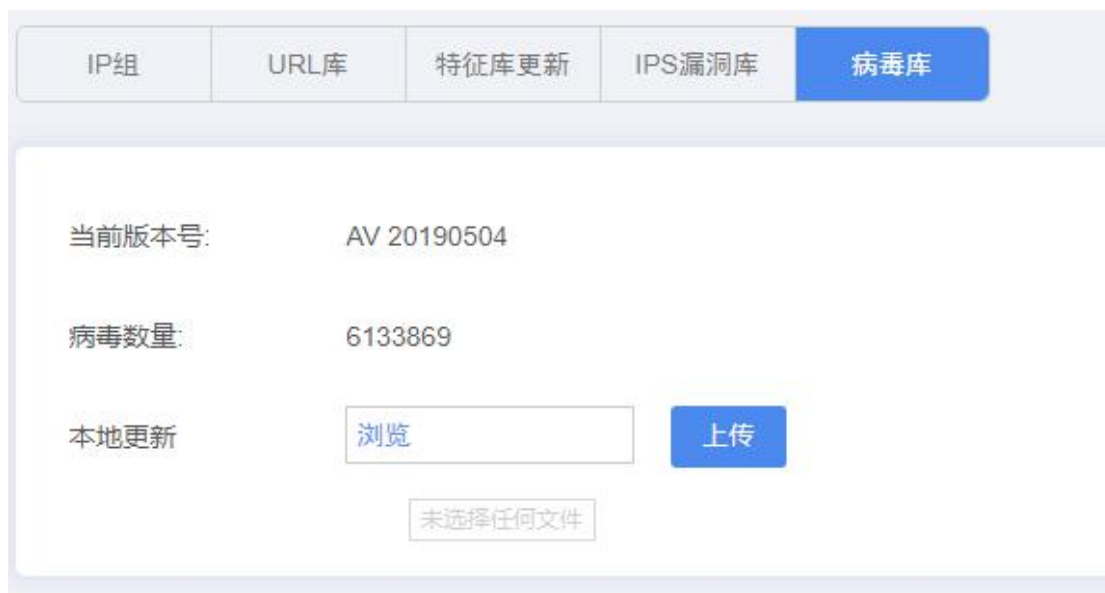 IP组 URL库 特征库更新 IPS漏洞库 病毒库
当前版本号: AV 20190504
病毒数量: 6133869
本地更新 浏览 上传
未选择任何文件